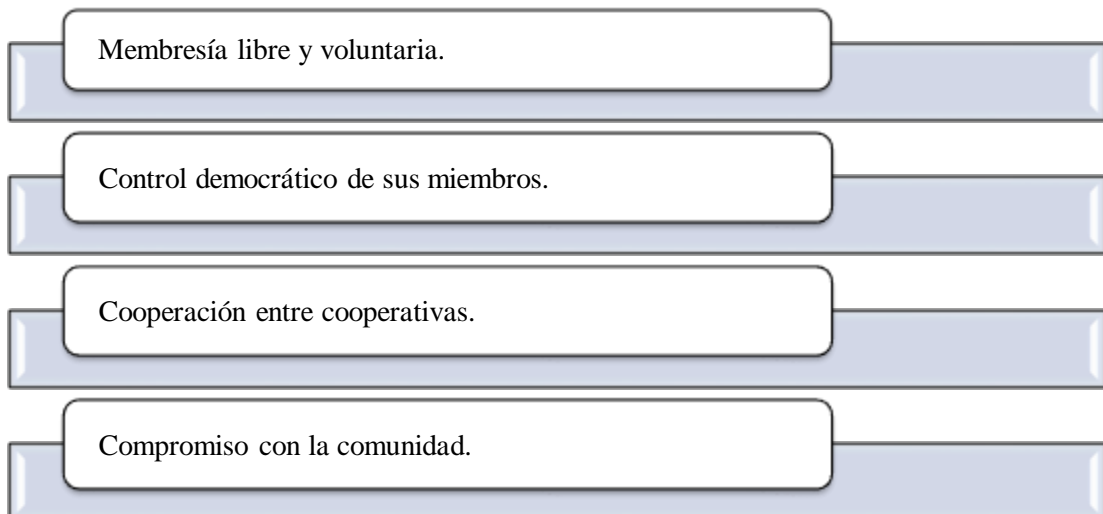 Membresía libre y voluntaria.
Control democrático de sus miembros.
Cooperación entre cooperativas.
Compromiso con la comunidad.